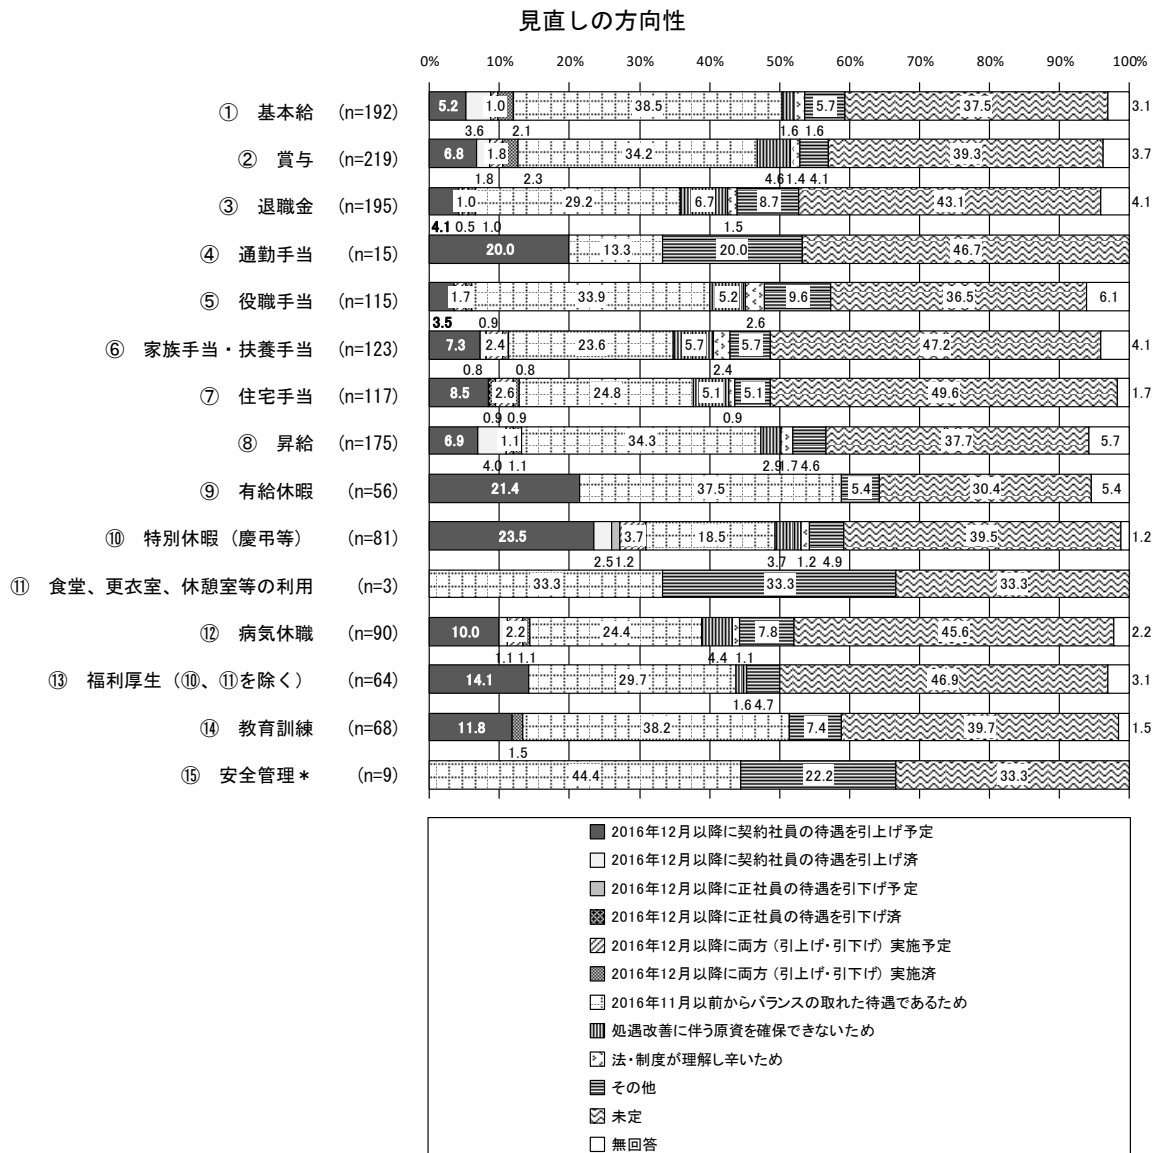 見直しの方向性
0% 10% 20% 30% 40% 50% 60% 70% 80% 90% 100%
① 基本給 (n=192) 5.2 1.0 38.5 5.7 37.5 3.1
3.6 2.1 1.6 1.6
② 賞与 (n=219) 6.8 1.8 34.2 39.3 3.7
1.8 2.3 4.6 1.4 4.1
③ 退職金 (n=195) 1.0 29.2 6.7 8.7 43.1 4.1
4.1 0.5 1.0 1.5
④ 通勤手当 (n=15) 20.0 13.3 20.0 46.7
⑤ 役職手当 (n=115) 1.7 33.9 5.2 9.6 36.5 6.1
3.5 0.9 2.6
⑥ 家族手当・扶養手当 (n=123) 7.3 2.4 23.6 5.7 5.7 47.2 4.1
0.8 0.8 2.4
⑦ 住宅手当 (n=117) 8.5 2.6 24.8 5.1 5.1 49.6 1.7
0.9 0.9 0.9
⑧ 昇給 (n=175) 6.9 1.1 34.3 37.7 5.7
4.0 1.1 2.9 1.7 4.6
⑨ 有給休暇 (n=56) 21.4 37.5 5.4 30.4 5.4
⑩ 特別休暇（慶弔等） (n=81) 23.5 3.7 18.5 39.5 1.2
2.5 1.2 3.7 1.2 4.9
⑪ 食堂、更衣室、休憩室等の利用 (n=3) 33.3 33.3 33.3
⑫ 病気休職 (n=90) 10.0 2.2 24.4 7.8 45.6 2.2
1.1 1.1 4.4 1.1
⑬ 福利厚生（⑩、⑪を除く） (n=64) 14.1 29.7 46.9 3.1
1.6 4.7
⑭ 教育訓練 (n=68) 11.8 38.2 7.4 39.7 1.5
1.5
⑮ 安全管理＊ (n=9) 44.4 22.2 33.3
2016年12月以降に契約社員の待遇を引上げ予定
2016年12月以降に契約社員の待遇を引上げ済
2016年12月以降に正社員の待遇を引下げ予定
2016年12月以降に正社員の待遇を引下げ済
2016年12月以降に両方（引上げ・引下げ）実施予定
2016年12月以降に両方（引上げ・引下げ）実施済
2016年11月以前からバランスの取れた待遇であるため
処遇改善に伴う原資を確保できないため
法・制度が理解し辛いため
その他
未定
無回答